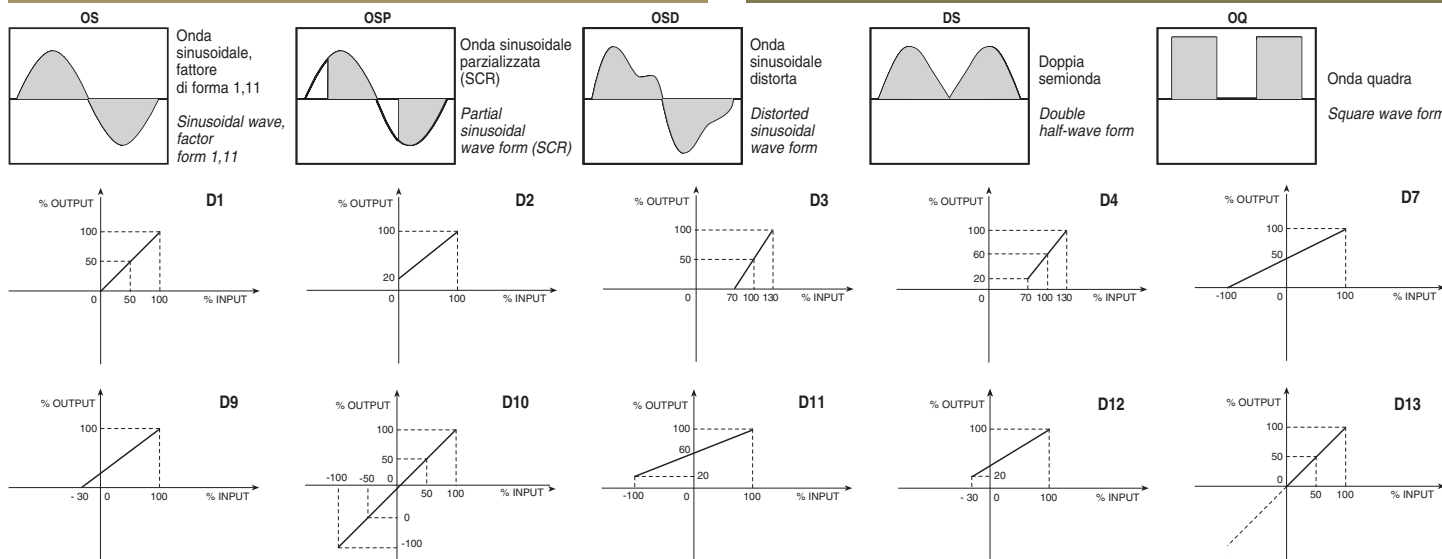 OS
Onda
sinusoidale,
fattore
di forma 1,11
Sinusoidal wave,
factor
form 1,11
OSP
Onda sinusoidale
parzializzata
(SCR)
Partial
sinusoidal
wave form (SCR)
OSD
Onda
sinusoidale
distorta
Distorted
sinusoidal
wave form
DS
Doppia
semionda
Double
half-wave form
OQ
Onda quadra
Square wave form
% OUTPUT
D1
100
50
0
50
100
% INPUT
% OUTPUT
D2
100
20
0
100
% INPUT
% OUTPUT
D3
100
50
0
70 100 130
% INPUT
% OUTPUT
D4
100
60
20
0
70 100 130
% INPUT
% OUTPUT
D7
100
50
-100
0
100
% INPUT
% OUTPUT
D9
100
- 30
0
100
% INPUT
% OUTPUT
D10
100
50
-100 -50 0
50 100
% INPUT
0
-100
% OUTPUT
D11
100
60
20
-100
0
100
% INPUT
% OUTPUT
D12
100
20
- 30
0
100
% INPUT
% OUTPUT
D13
100
50
0
50 100
% INPUT